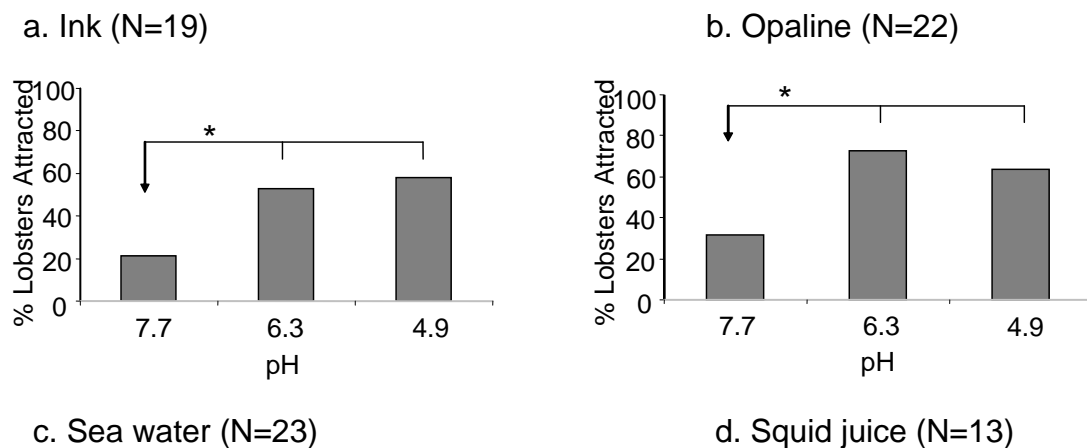 a. Ink (N=19)
% Lobsters Attracted
100
80
60
40
20
0
*
7.7 6.3 4.9
pH
b. Opaline (N=22)
% Lobsters Attracted
100
80
60
40
20
0
*
7.7 6.3 4.9
pH
c. Sea water (N=23)
d. Squid juice (N=13)